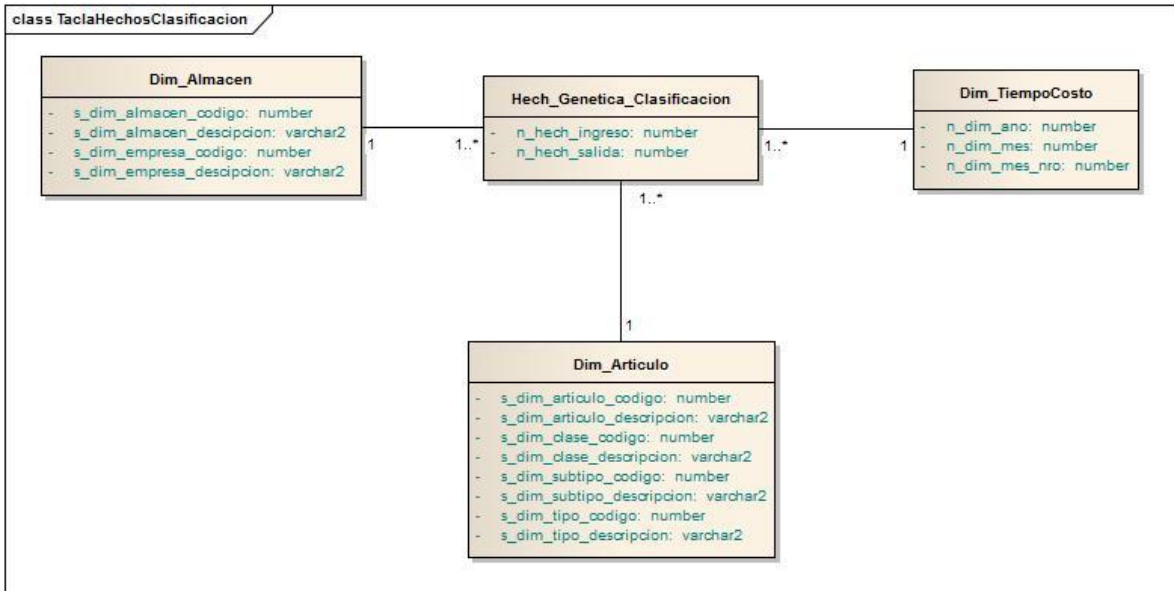 class TaclaHechosClasificacion
Dim_Almacen
- s_dim_almacen_codigo: number
- s_dim_almacen_descipcion: varchar2
- s_dim_empresa_codigo: number
- s_dim_empresa_descipcion: varchar2
1
1..*
Hech_Genetica_Clasificacion
- n_hech_ingreso: number
- n_hech_salida: number
1..*
1
Dim_TiempoCosto
- n_dim_ano: number
- n_dim_mes: number
- n_dim_mes_nro: number
1..*
1
Dim_Articulo
- s_dim_articulo_codigo: number
- s_dim_articulo_descripcion: varchar2
- s_dim_clase_codigo: number
- s_dim_clase_descripcion: varchar2
- s_dim_subtipo_codigo: number
- s_dim_subtipo_descripcion: varchar2
- s_dim_tipo_codigo: number
- s_dim_tipo_descripcion: varchar2